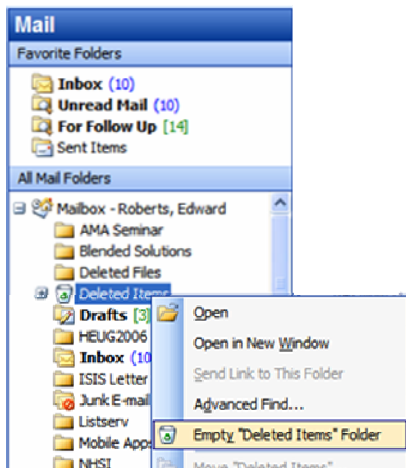 Mail
Favorite Folders
Inbox (10)
Unread Mail (10)
For Follow Up [14]
Sent Items
All Mail Folders
Mailbox - Roberts, Edward
AMA Seminar
Blended Solutions
Deleted Files
Deleted Items
Drafts [3]
HEUG2006
Inbox (10
ISIS Letter
Junk E-mail
Listserv
Mobile Apps
NHSI
Open
Open in New Window
Send Link to This Folder
Advanced Find...
Empty "Deleted Items" Folder
Move "Deleted Items"